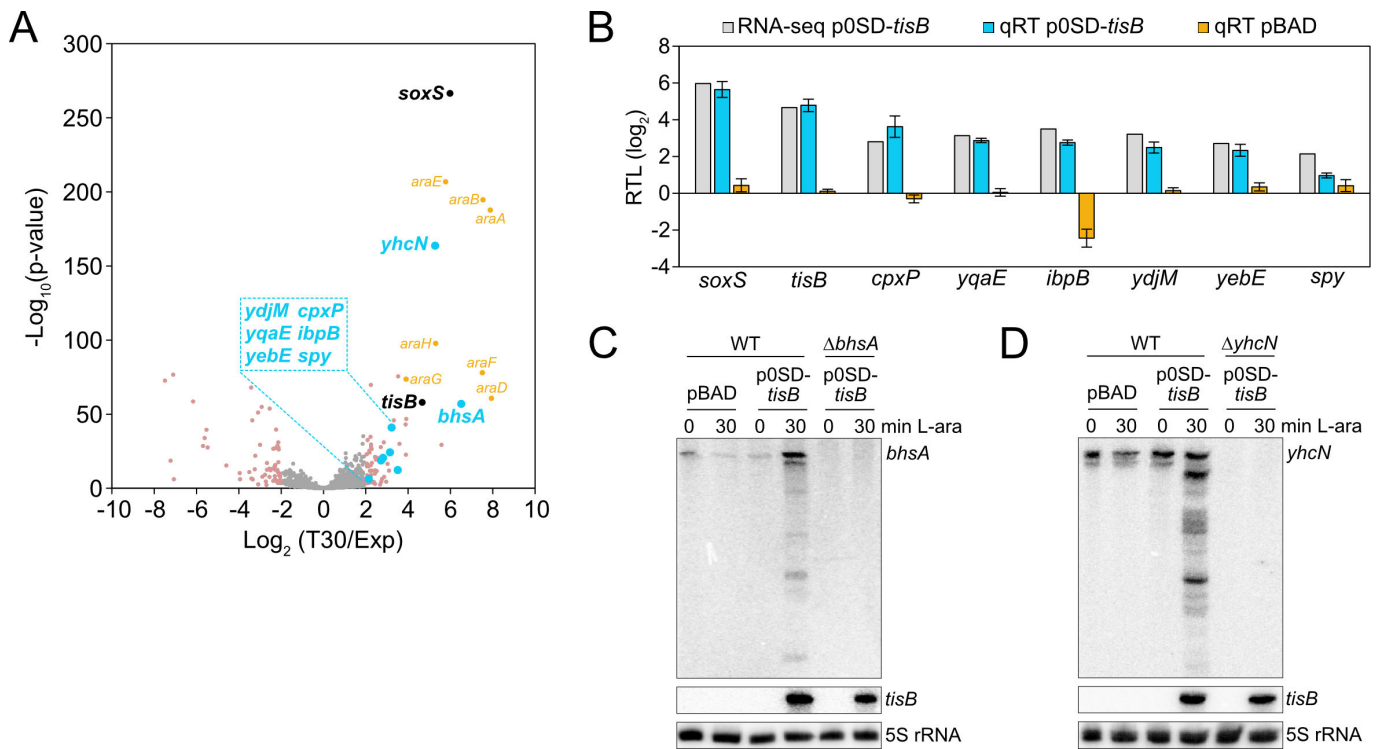 A
300
250
200
150
100
50
0
-Log10(p-value)
-10 -8 -6 -4 -2 0 2 4 6 8 10
Log2 (T30/Exp)
soxS
araE
araB
araA
yhcN
ydjM cpxP
yqaE ibpB
yebE spy
araH
araF
araG
araD
tisB
bhsA
B
RNA-seq p0SD-tisB qRT p0SD-tisB qRT pBAD
8
6
4
2
0
-2
-4
RTL (log2)
soxS tisB cpxP yqaE ibpB ydjM yebE spy
C
WT ΔbhsA
pBAD p0SD-tisB p0SD-tisB
0 30 0 30 0 30 min L-ara
bhsA
tisB
5S rRNA
D
WT ΔyhcN
pBAD p0SD-tisB p0SD-tisB
0 30 0 30 0 30 min L-ara
yhcN
tisB
5S rRNA